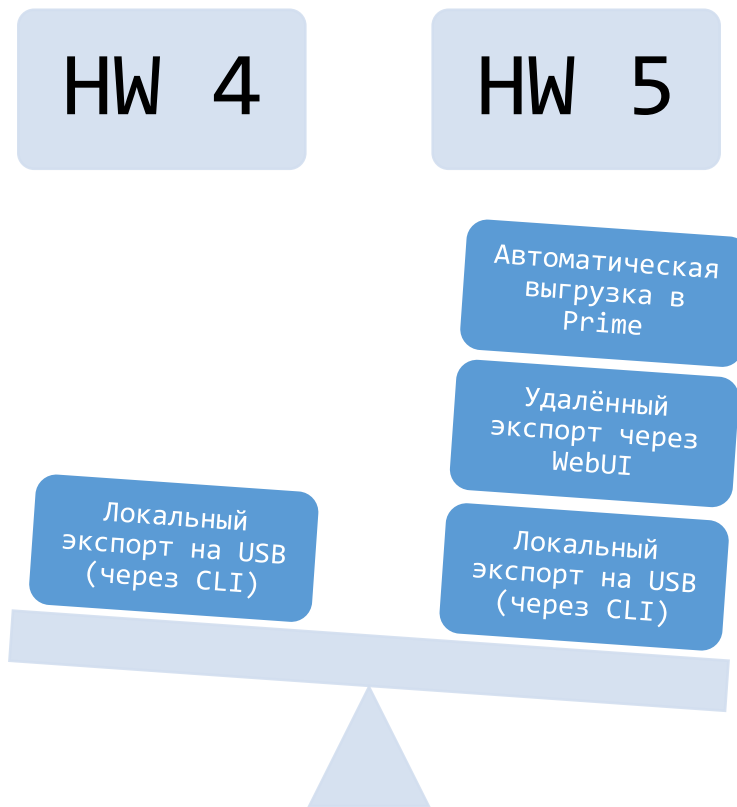 HW 4
HW 5
Автоматическая
выгрузка в
Prime
Удалённый
экспорт через
WebUI
Локальный
экспорт на USB
(через CLI)
Локальный
экспорт на USB
(через CLI)